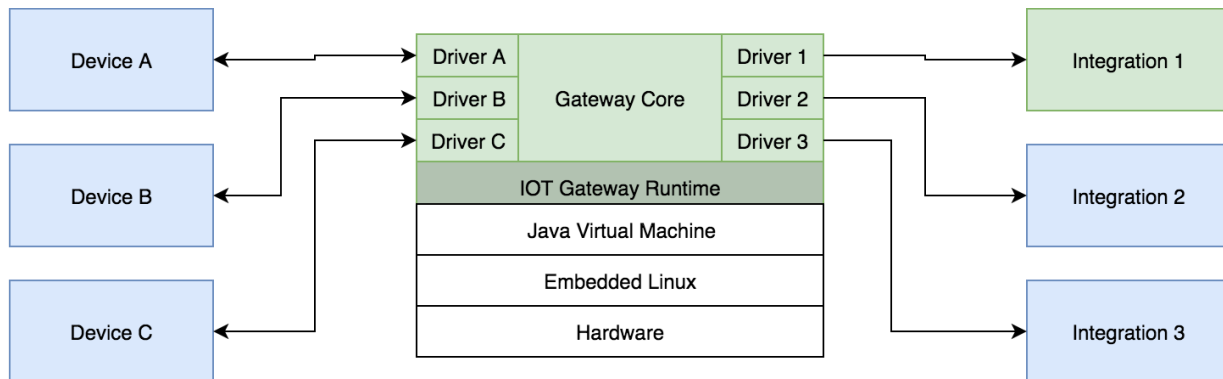 Device A
Device B
Device C
Driver A
Driver B
Driver C
Gateway Core
Driver 1
Driver 2
Driver 3
IOT Gateway Runtime
Java Virtual Machine
Embedded Linux
Hardware
Integration 1
Integration 2
Integration 3